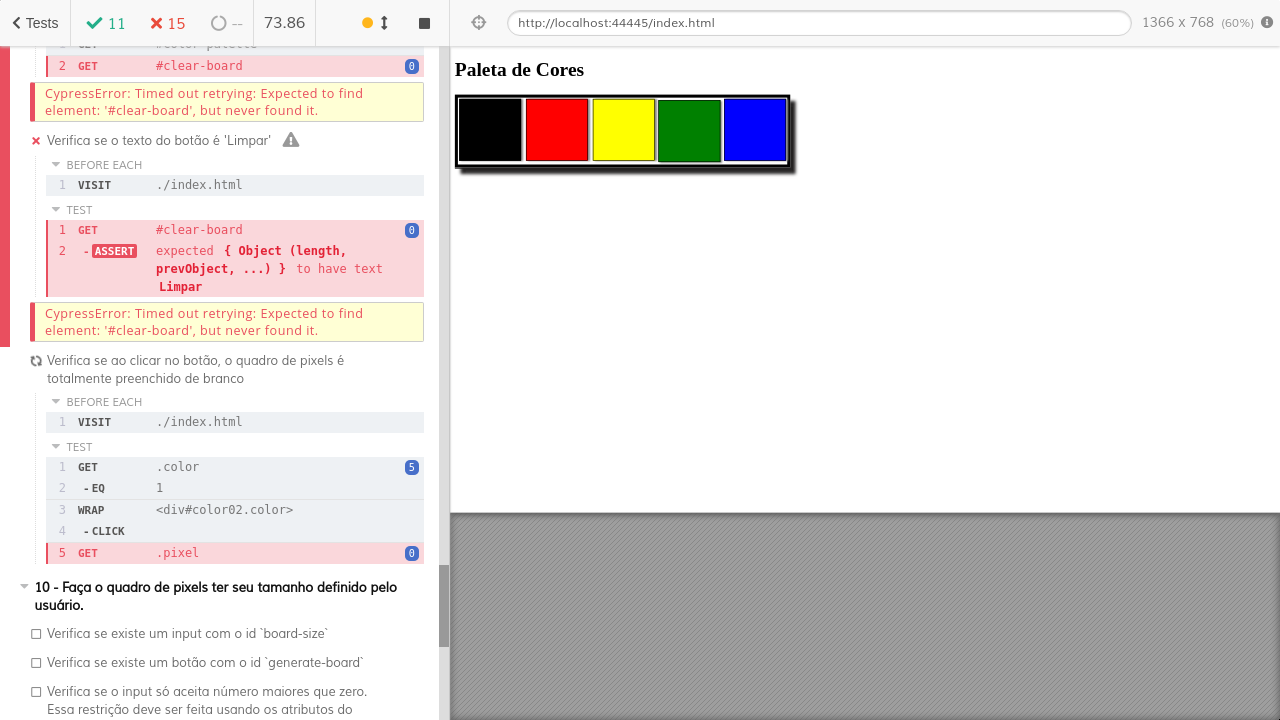 Tests 11 15 -- 73.86 http://localhost:44445/index.html 1366 x 768 (60%)
2 GET #clear-board 0
CypressError: Timed out retrying: Expected to find
element: '#clear-board', but never found it.
Verifica se o texto do botão é 'Limpar'
BEFORE EACH
1 VISIT ./index.html
TEST
1 GET #clear-board 0
2 - ASSERT expected { Object (length,
prevObject, ...) } to have text
Limpar
CypressError: Timed out retrying: Expected to find
element: '#clear-board', but never found it.
Verifica se ao clicar no botão, o quadro de pixels é
totalmente preenchido de branco
BEFORE EACH
1 VISIT ./index.html
TEST
1 GET .color 5
2 - EQ 1
3 WRAP <div#color02.color>
4 - CLICK
5 GET .pixel 0
10 - Faça o quadro de pixels ter seu tamanho definido pelo
usuário.
Verifica se existe um input com o id `board-size`
Verifica se existe um botão com o id `generate-board`
Verifica se o input só aceita número maiores que zero.
Essa restrição deve ser feita usando os atributos do
Paleta de Cores